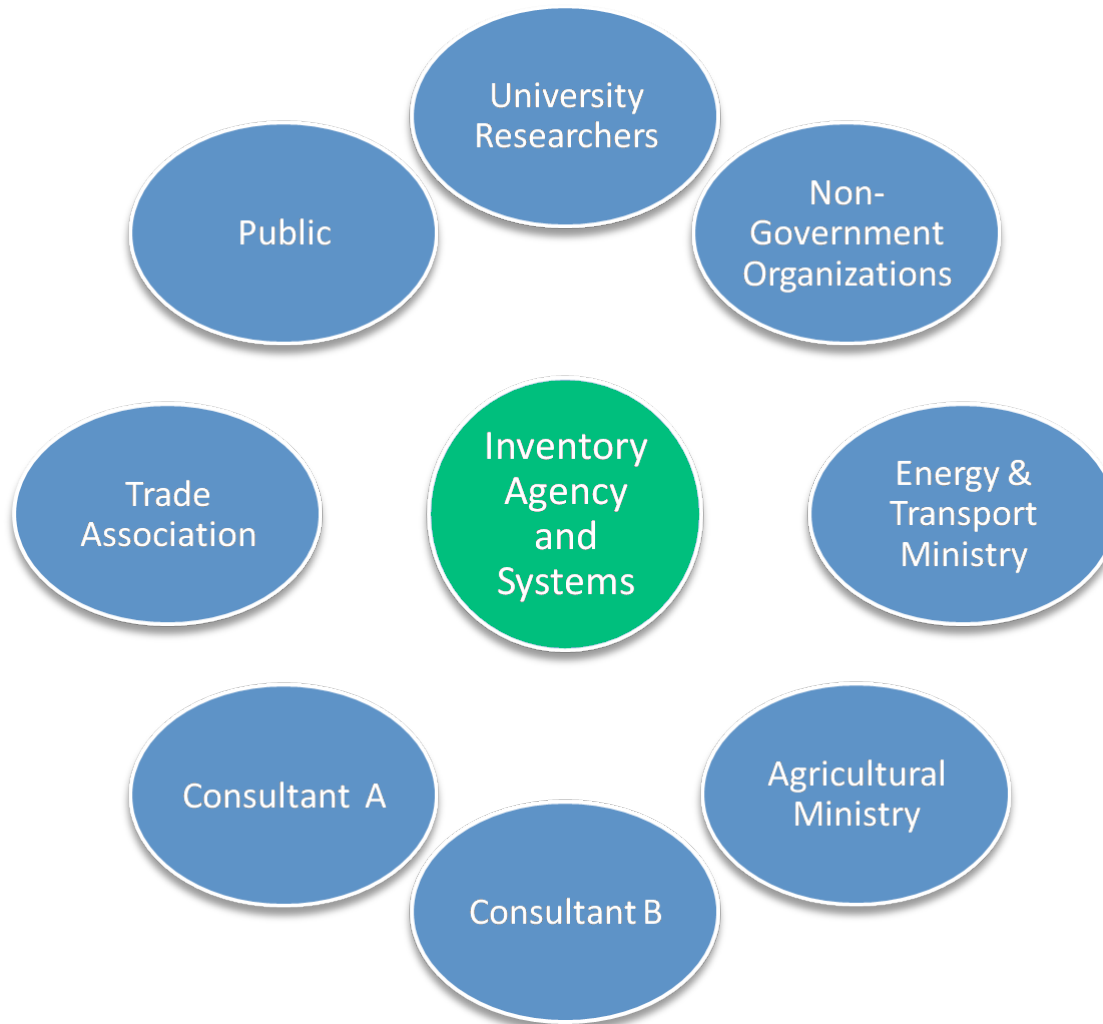 University
Researchers
Non-
Government
Organizations
Public
Inventory
Agency
and
Systems
Energy &
Transport
Ministry
Trade
Association
Agricultural
Ministry
Consultant A
Consultant B